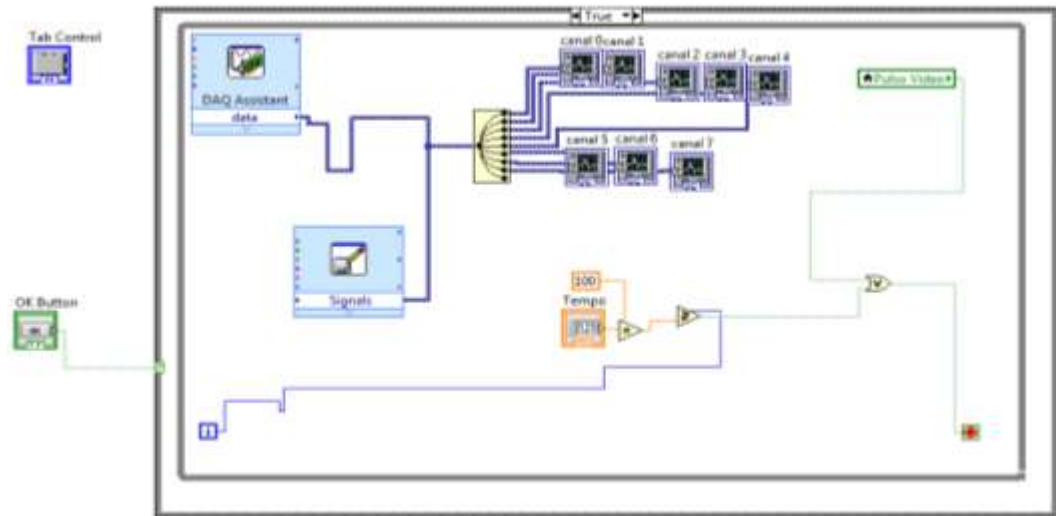 True
Tab Control
DAQ Assistant
data
canal 0
canal 1
canal 2
canal 3
canal 4
canal 5
canal 6
canal 7
Pulso Video
Signals
OK Button
OK
100
Tempo
i